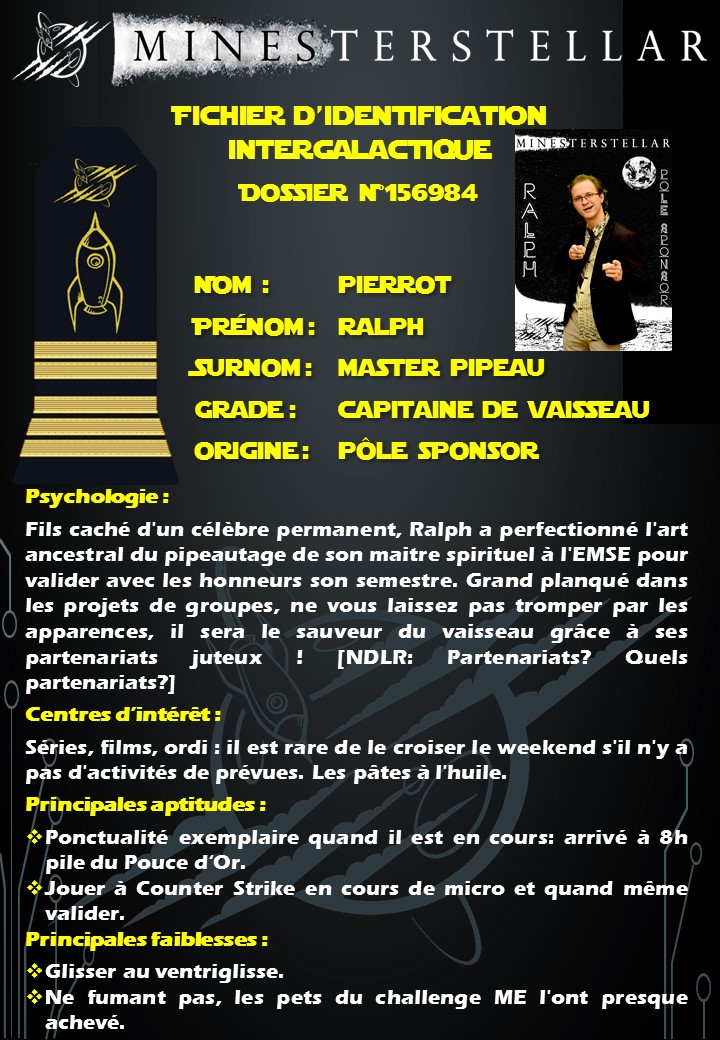 MINESTERSTELLAR
FICHIER D'IDENTIFICATION
INTERGALACTIQUE
DOSSIER N°156984
MINESTERSTELLAR
RALPH
PÔLE SPONSOR
NOM : PIERROT
PRÉNOM : RALPH
SURNOM : MASTER PIPEAU
GRADE : CAPITAINE DE VAISSEAU
ORIGINE : PÔLE SPONSOR
Psychologie :
Fils caché d'un célèbre permanent, Ralph a perfectionné l'art
ancestral du pipeautage de son maitre spirituel à l'EMSE pour
valider avec les honneurs son semestre. Grand planqué dans
les projets de groupes, ne vous laissez pas tromper par les
apparences, il sera le sauveur du vaisseau grâce à ses
partenariats juteux ! [NDLR: Partenariats? Quels
partenariats?]
Centres d'intérêt :
Séries, films, ordi : il est rare de le croiser le weekend s'il n'y a
pas d'activités de prévues. Les pâtes à l'huile.
Principales aptitudes :
❖Ponctualité exemplaire quand il est en cours: arrivé à 8h
pile du Pouce d'Or.
❖Jouer à Counter Strike en cours de micro et quand même
valider.
Principales faiblesses :
❖Glisser au ventriglisse.
❖Ne fumant pas, les pets du challenge ME l'ont presque
achevé.